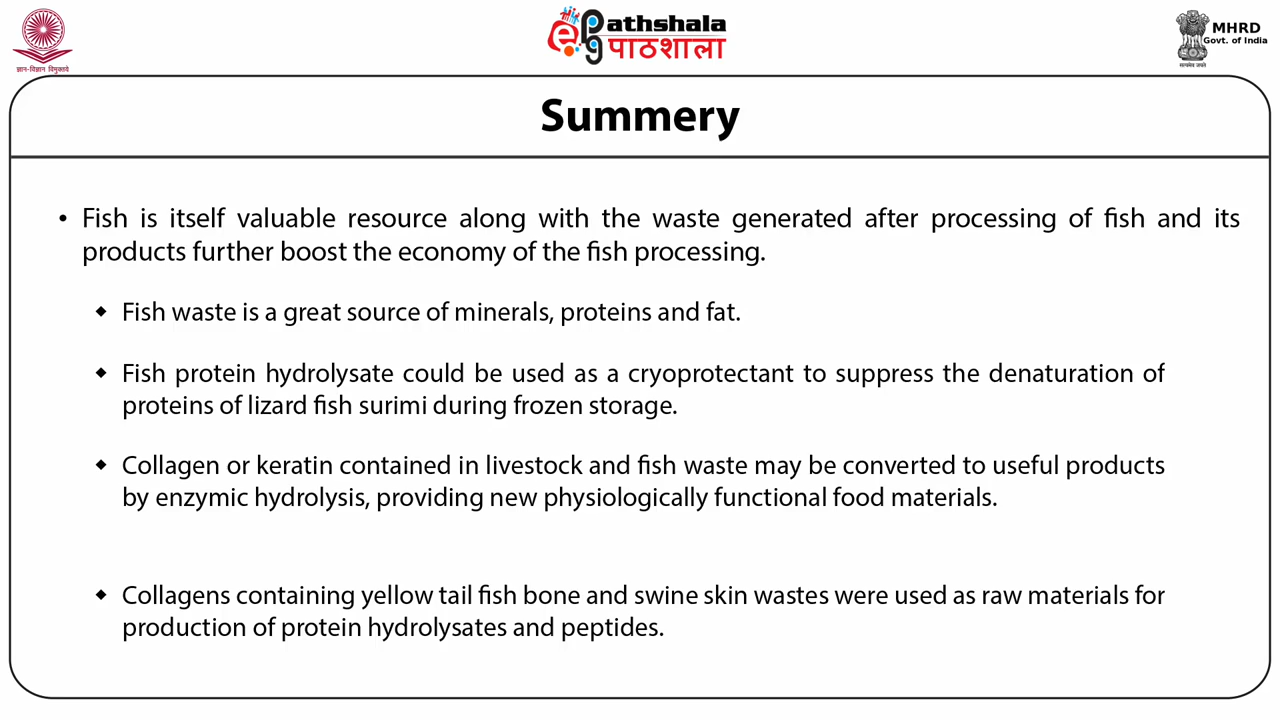 ज्ञान-विज्ञान विमुक्तये
ePathshala
पाठशाला
MHRD
Govt. of India
सत्यमेव जयते
Summery
• Fish is itself valuable resource along with the waste generated after processing of fish and its
products further boost the economy of the fish processing.
◆ Fish waste is a great source of minerals, proteins and fat.
◆ Fish protein hydrolysate could be used as a cryoprotectant to suppress the denaturation of
proteins of lizard fish surimi during frozen storage.
◆ Collagen or keratin contained in livestock and fish waste may be converted to useful products
by enzymic hydrolysis, providing new physiologically functional food materials.
◆ Collagens containing yellow tail fish bone and swine skin wastes were used as raw materials for
production of protein hydrolysates and peptides.